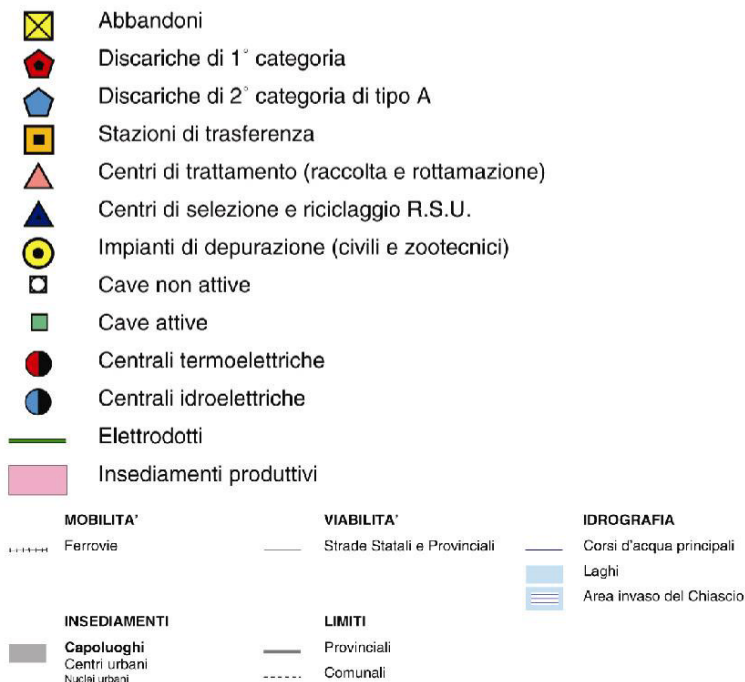 Abbandoni
Discariche di 1° categoria
Discariche di 2° categoria di tipo A
Stazioni di trasferenza
Centri di trattamento (raccolta e rottamazione)
Centri di selezione e riciclaggio R.S.U.
Impianti di depurazione (civili e zootecnici)
Cave non attive
Cave attive
Centrali termoelettriche
Centrali idroelettriche
Elettrodotti
Insediamenti produttivi
MOBILITA'
Ferrovie
VIABILITA'
Strade Statali e Provinciali
IDROGRAFIA
Corsi d'acqua principali
Laghi
Area invaso del Chiascio
INSEDIAMENTI
Capoluoghi
Centri urbani
Nuclei urbani
LIMITI
Provinciali
Comunali